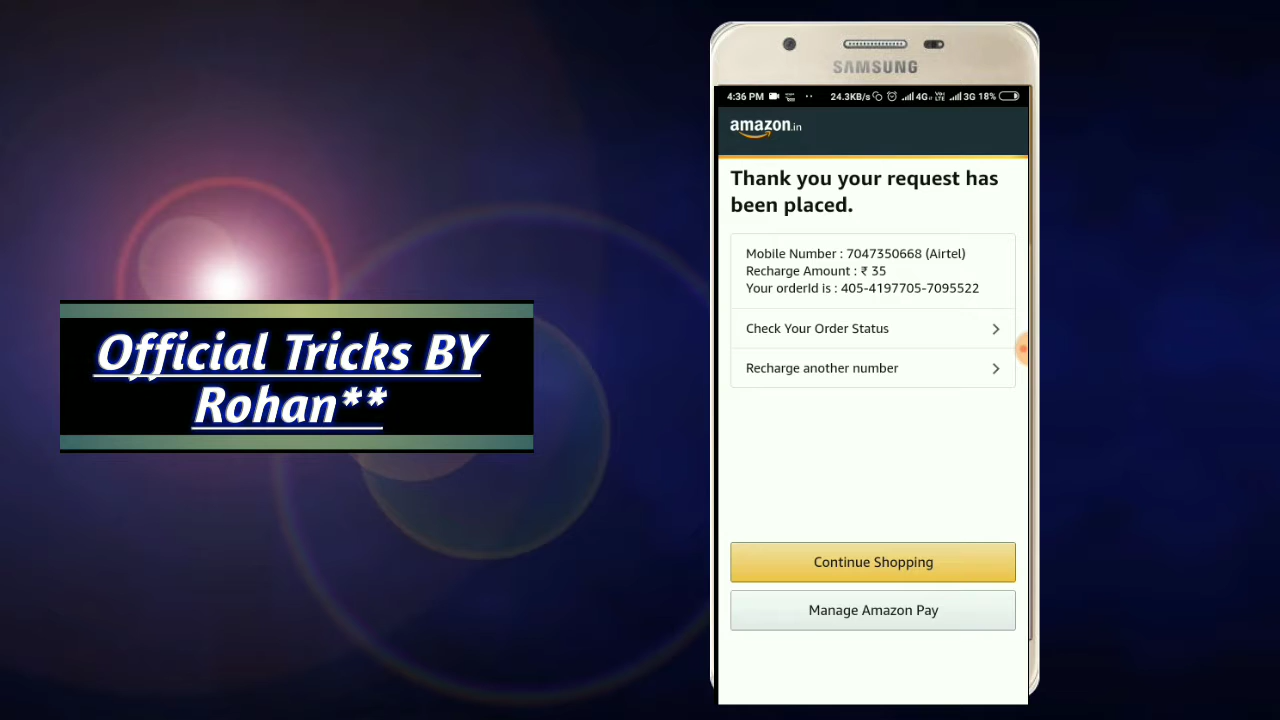 Official Tricks BY
Rohan**
SAMSUNG
4:36 PM 24.3KB/s 4G VoLTE 3G 18%
amazon.in
Thank you your request has
been placed.
Mobile Number : 7047350668 (Airtel)
Recharge Amount : ₹ 35
Your orderId is : 405-4197705-7095522
Check Your Order Status
Recharge another number
Continue Shopping
Manage Amazon Pay